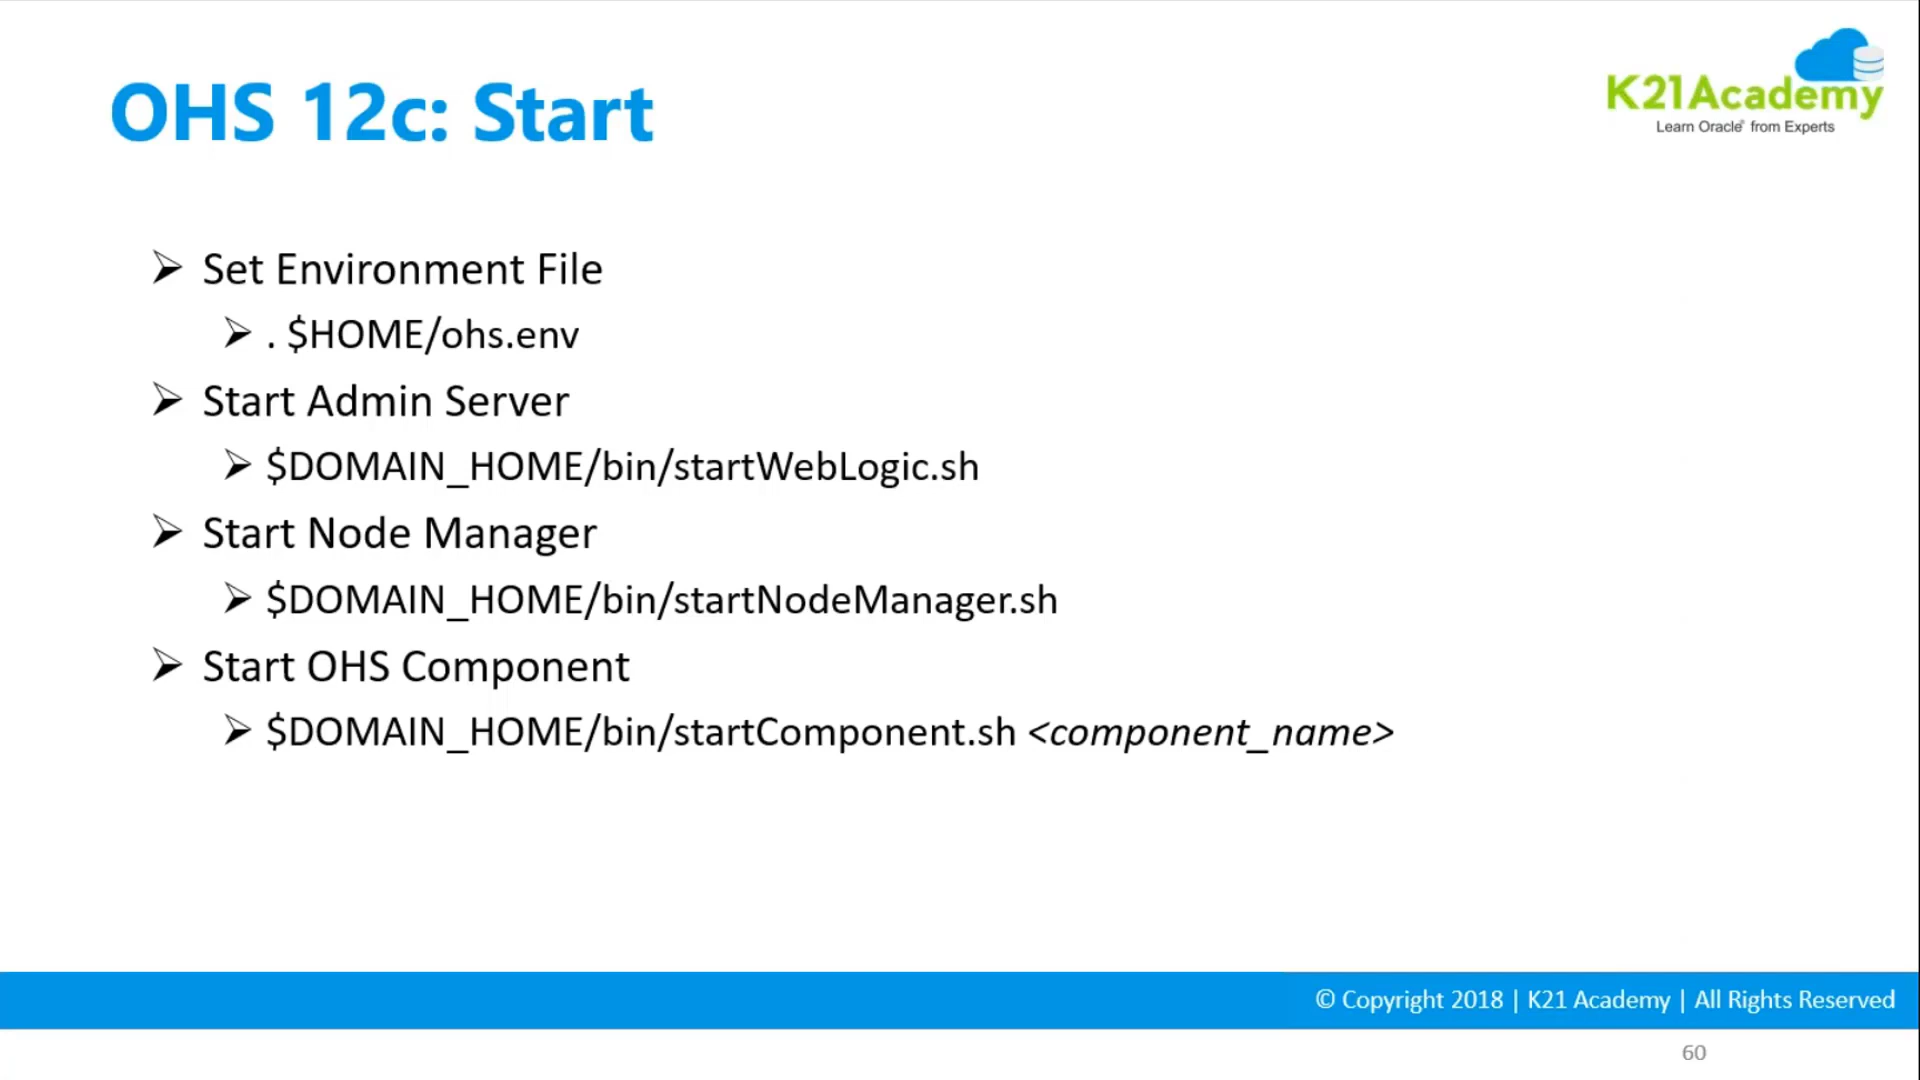 OHS 12c: Start
K21Academy
Learn Oracle® from Experts
Set Environment File
. $HOME/ohs.env
Start Admin Server
$DOMAIN_HOME/bin/startWebLogic.sh
Start Node Manager
$DOMAIN_HOME/bin/startNodeManager.sh
Start OHS Component
$DOMAIN_HOME/bin/startComponent.sh <component_name>
© Copyright 2018 | K21 Academy | All Rights Reserved
60